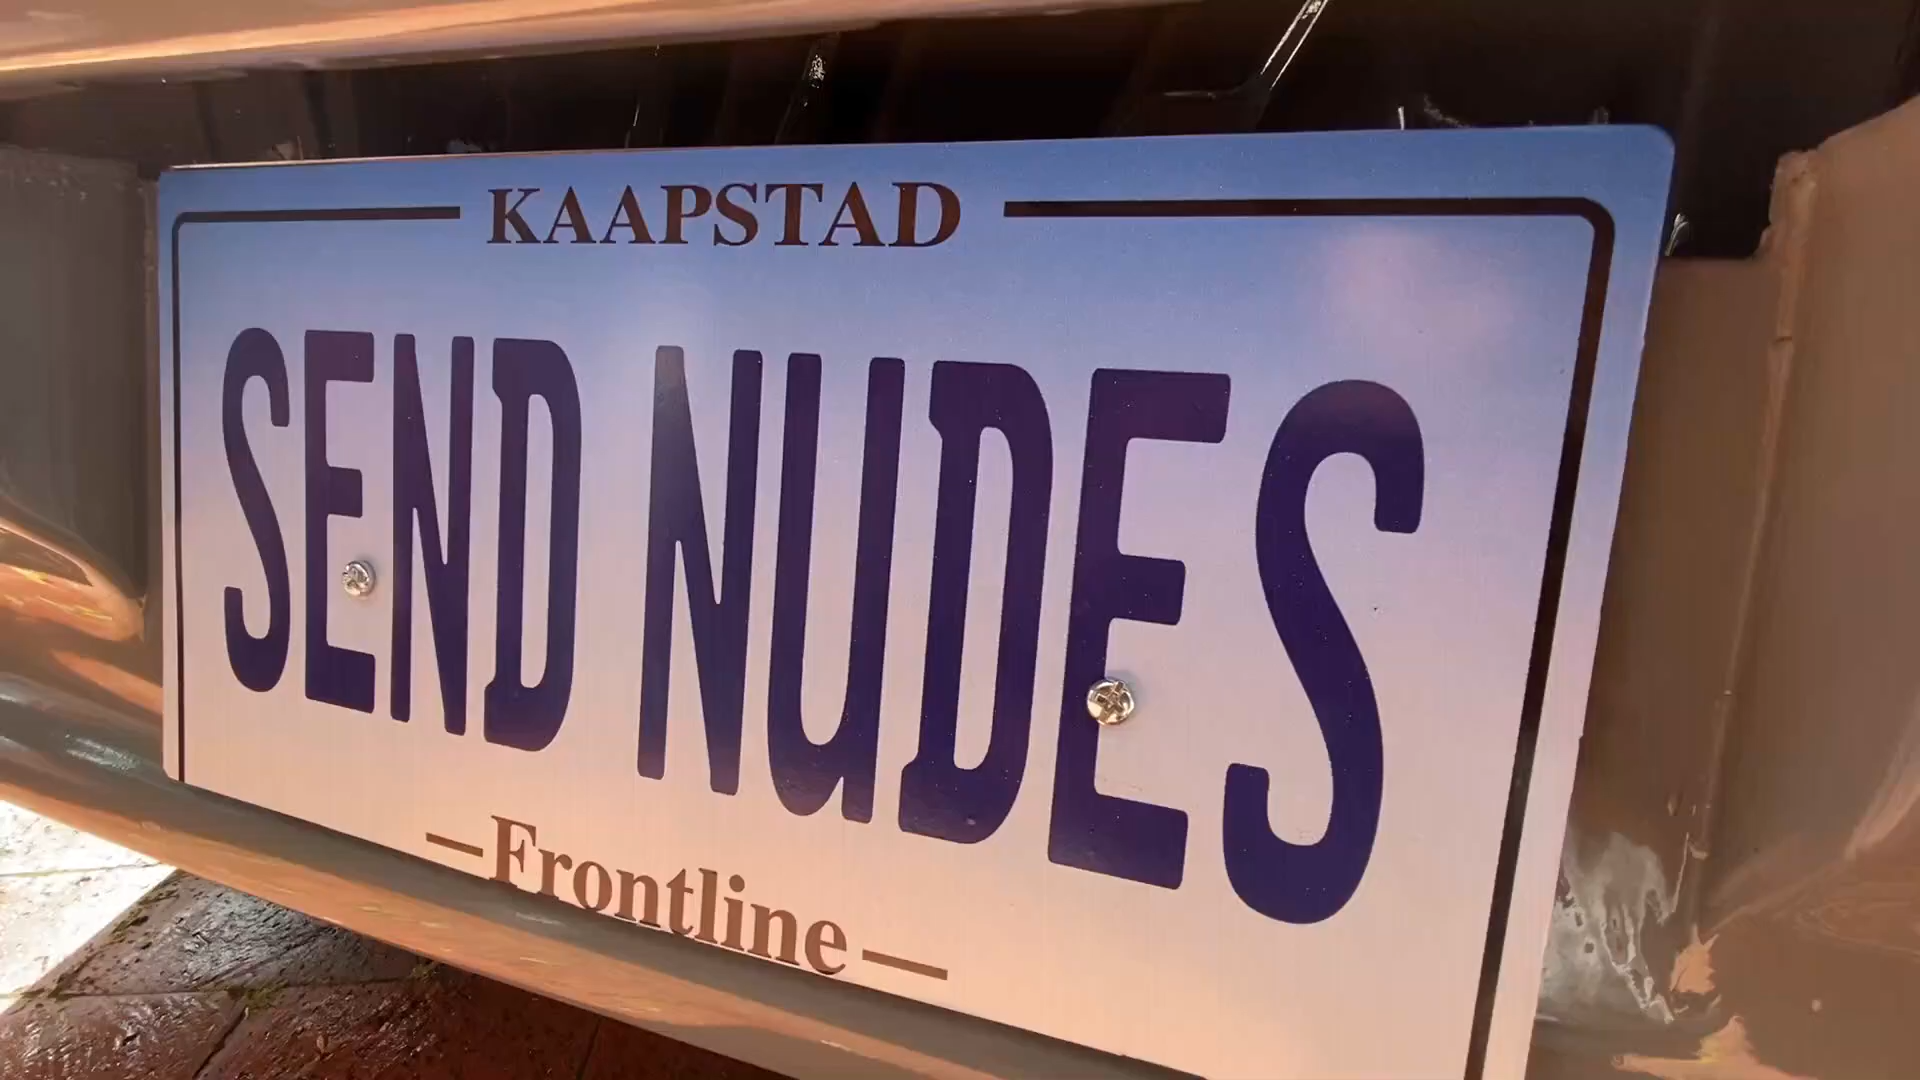 KAAPSTAD
SEND NUDES
—Frontline—